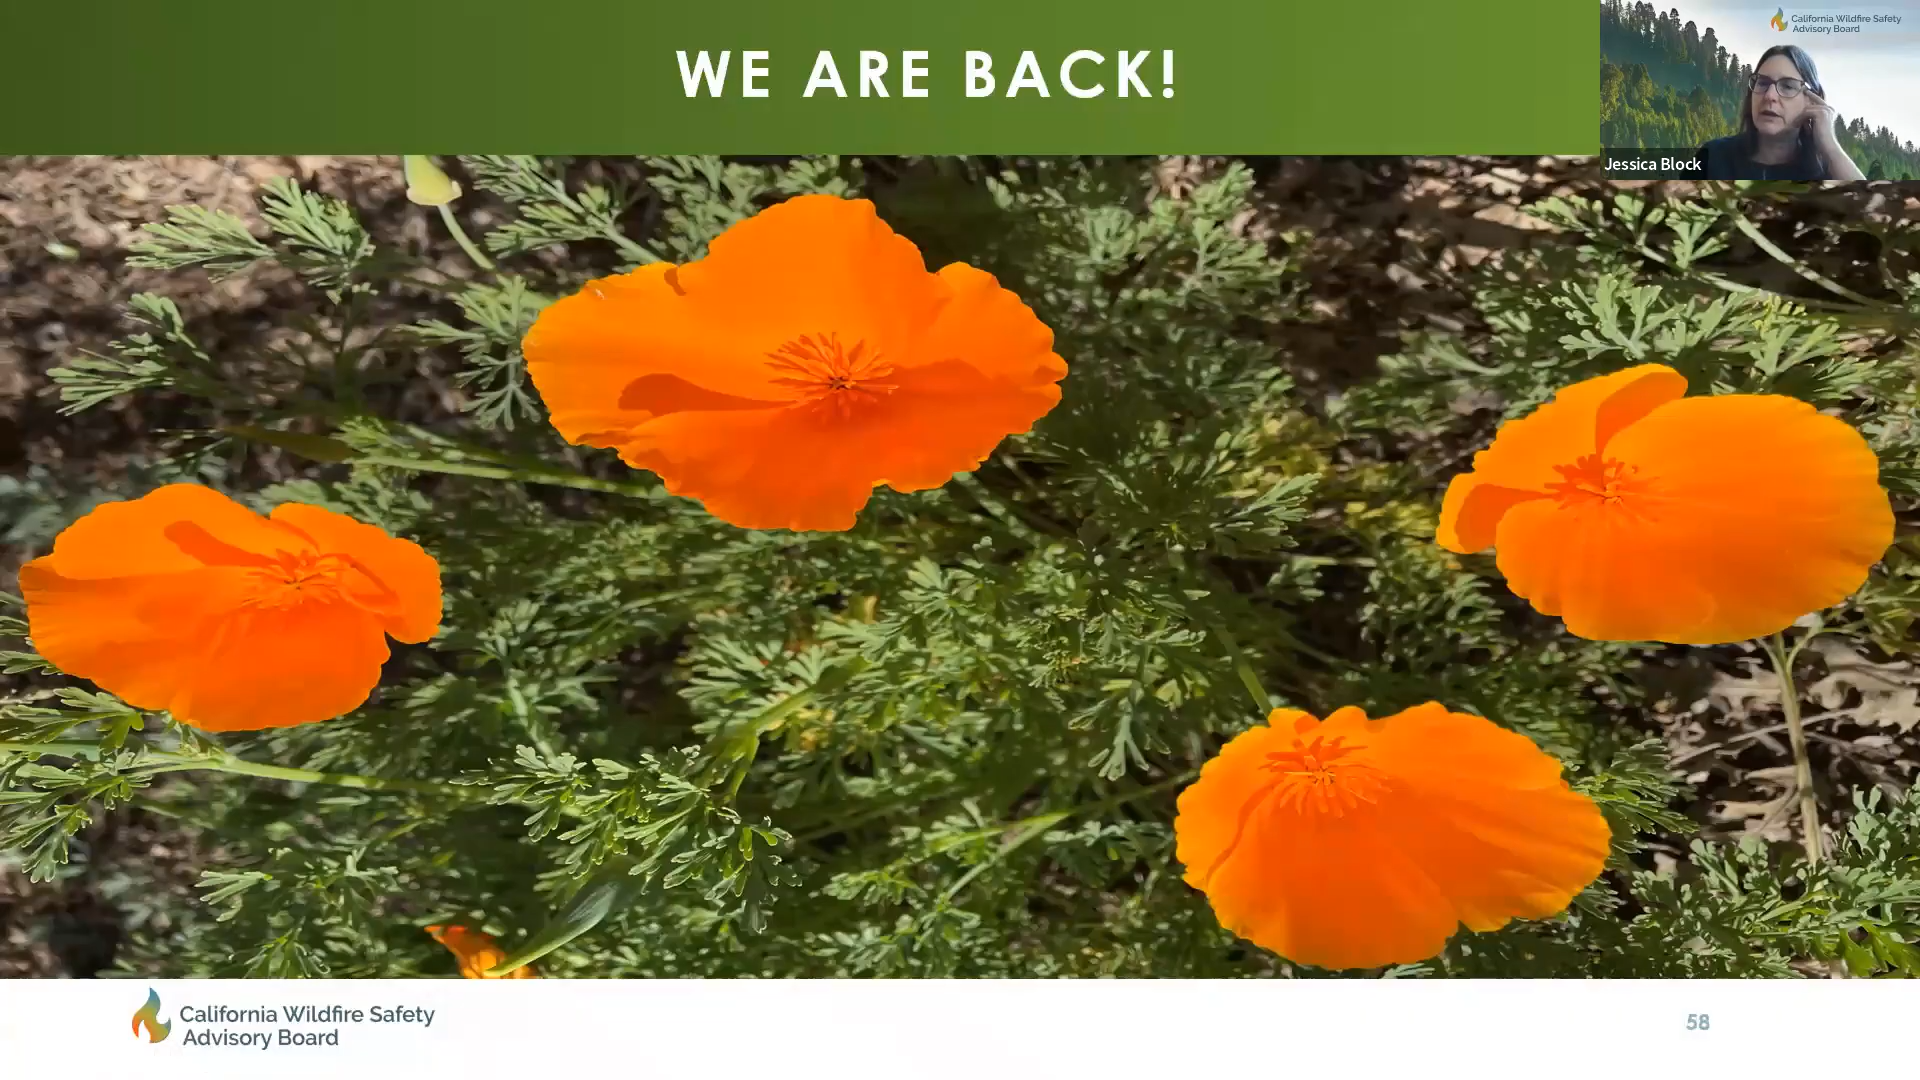 WE ARE BACK!
California Wildfire Safety
Advisory Board
Jessica Block
California Wildfire Safety
Advisory Board
58